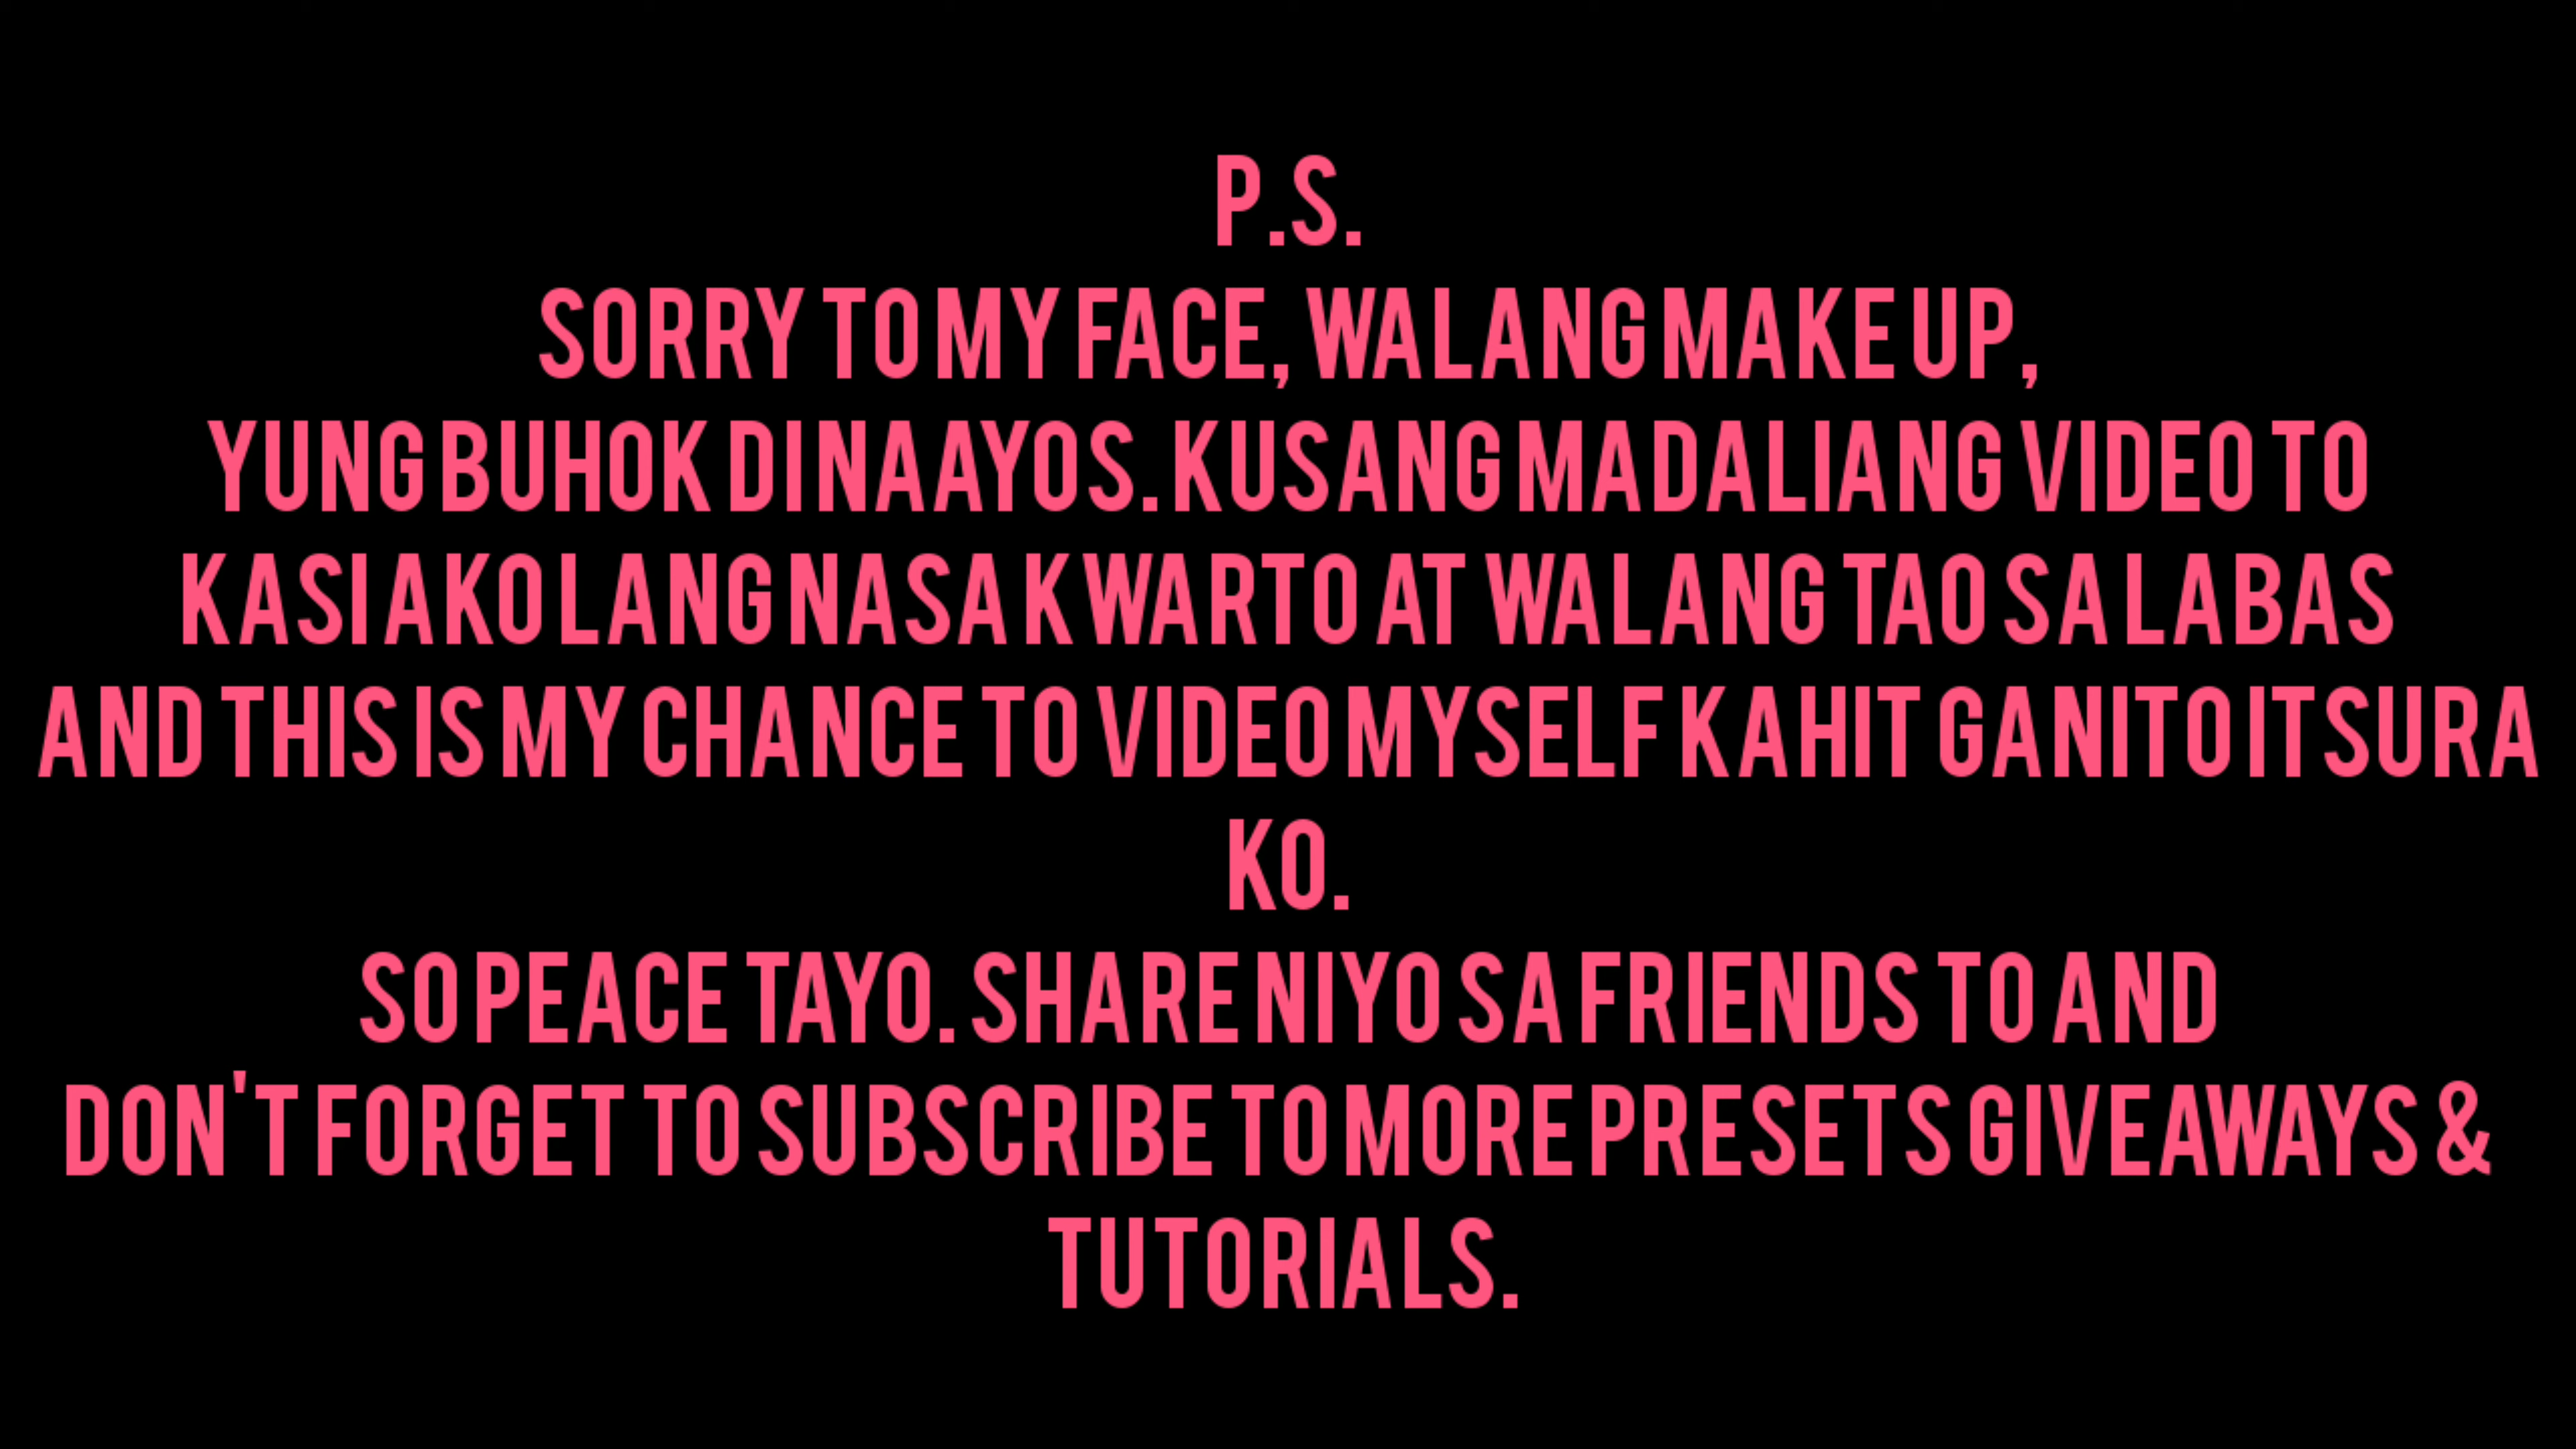 P.S.
SORRY TO MY FACE, WALANG MAKE UP,
YUNG BUHOK DI NAAYOS. KUSANG MADALIANG VIDEO TO
KASI AKO LANG NASA KWARTO AT WALANG TAO SA LABAS
AND THIS IS MY CHANCE TO VIDEO MYSELF KAHIT GANITO ITSURA
KO.
SO PEACE TAYO. SHARE NIYO SA FRIENDS TO AND
DON'T FORGET TO SUBSCRIBE TO MORE PRESETS GIVEAWAYS &
TUTORIALS.